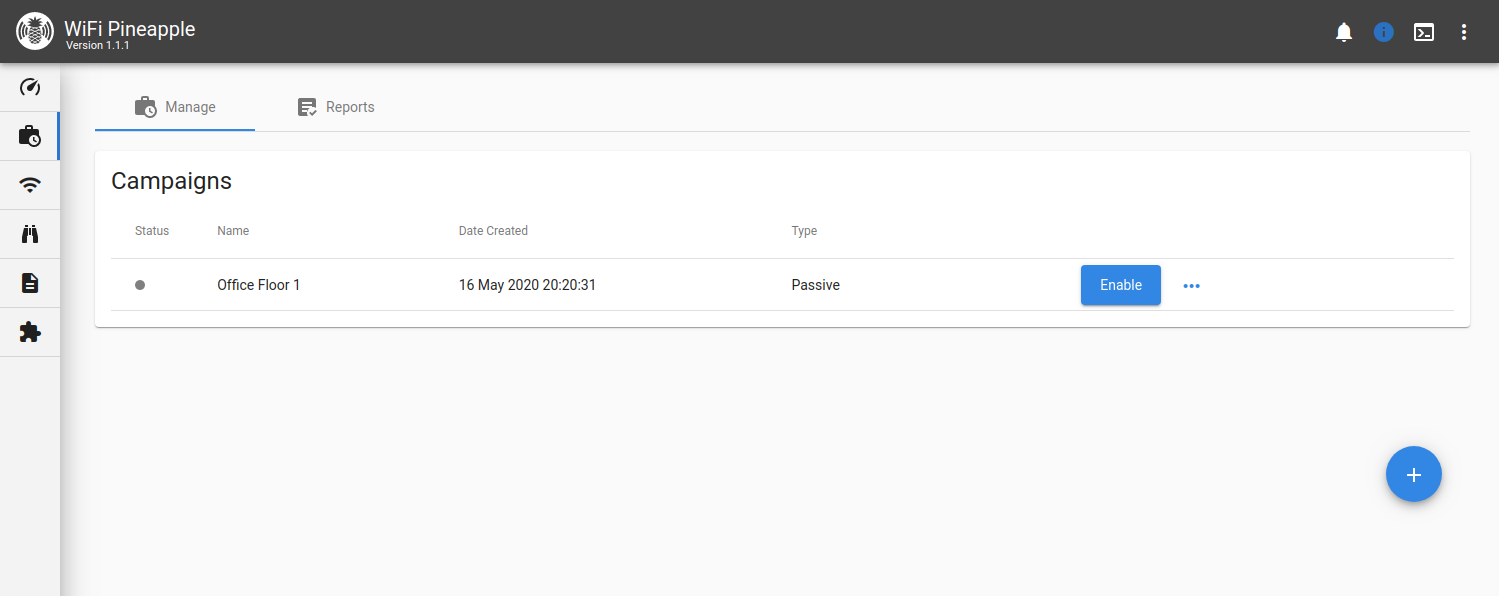 WiFi Pineapple
Version 1.1.1
Manage
Reports
Campaigns
Status Name Date Created Type
Office Floor 1 16 May 2020 20:20:31 Passive Enable